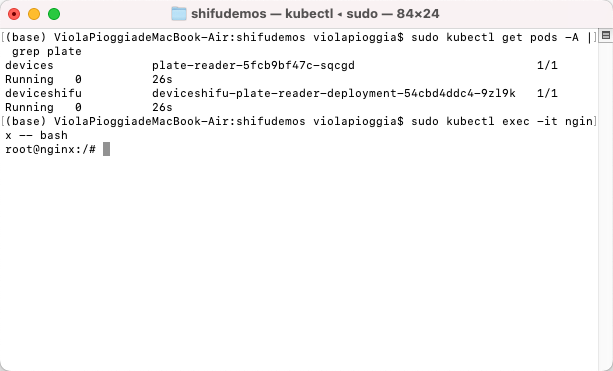 shifudemos — kubectl ◂ sudo — 84×24
[(base) ViolaPioggiadeMacBook-Air:shifudemos violapioggia$ sudo kubectl get pods -A |]
 grep plate
devices            plate-reader-5fcb9bf47c-sqcgd                         1/1
Running   0         26s
deviceshifu        deviceshifu-plate-reader-deployment-54cbd4ddc4-9zl9k   1/1
Running   0         26s
[(base) ViolaPioggiadeMacBook-Air:shifudemos violapioggia$ sudo kubectl exec -it ngin]
x -- bash
root@nginx:/#